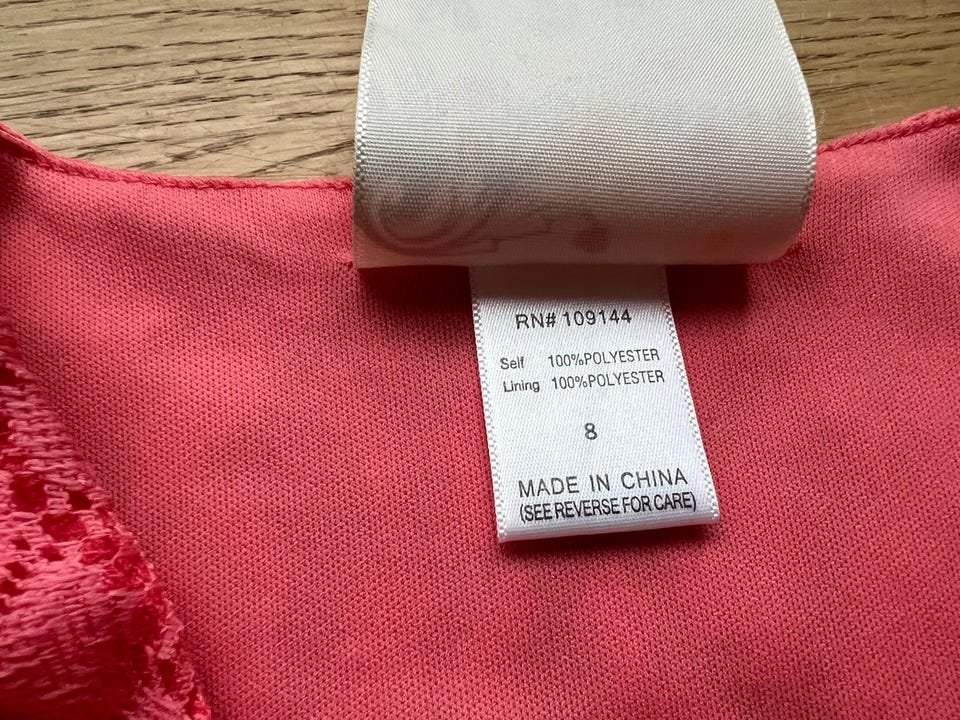 RN# 109144
Self 100%POLYESTER
Lining 100%POLYESTER
8
MADE IN CHINA
(SEE REVERSE FOR CARE)